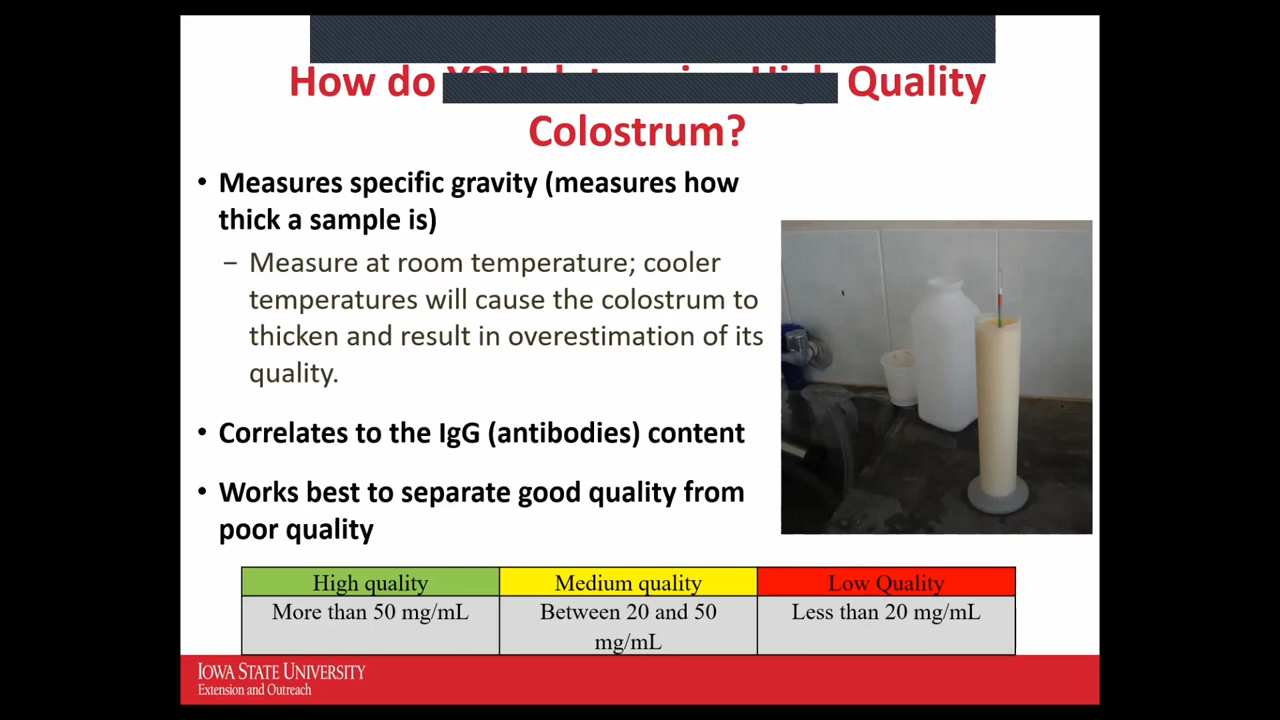 How do Quality
Colostrum?
• Measures specific gravity (measures how
thick a sample is)
– Measure at room temperature; cooler
temperatures will cause the colostrum to
thicken and result in overestimation of its
quality.
• Correlates to the IgG (antibodies) content
• Works best to separate good quality from
poor quality
High quality Medium quality Low Quality
More than 50 mg/mL Between 20 and 50 Less than 20 mg/mL
mg/mL
IOWA STATE UNIVERSITY
Extension and Outreach